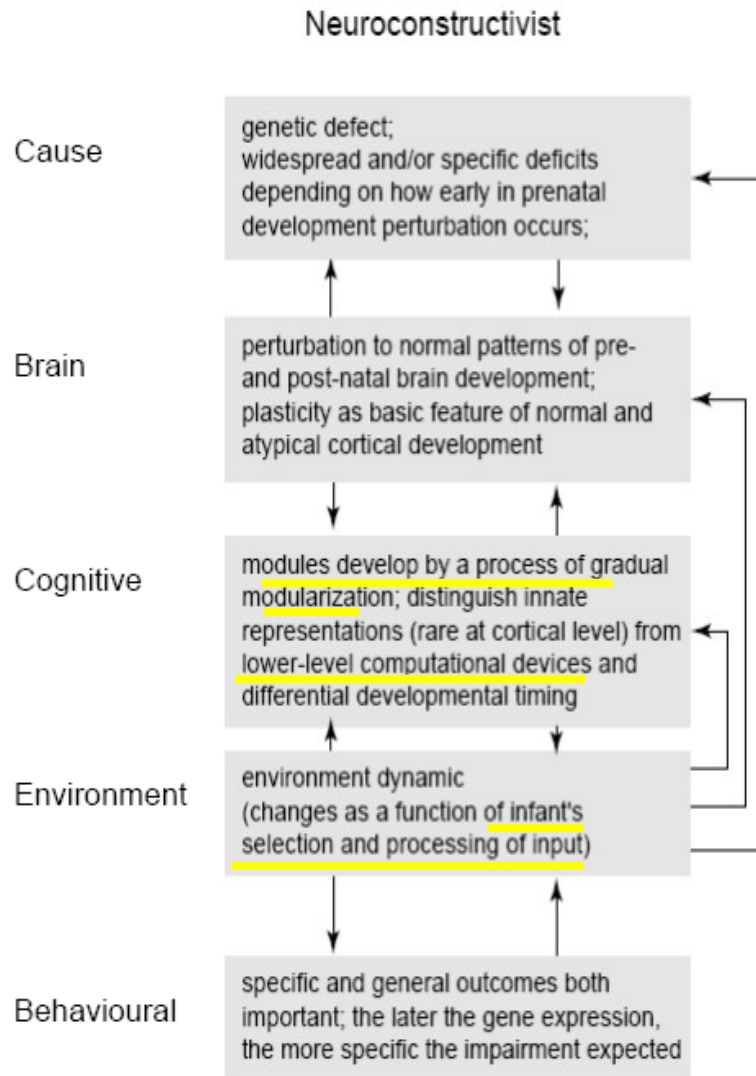 Neuroconstructivist
Cause
genetic defect;
widespread and/or specific deficits
depending on how early in prenatal
development perturbation occurs;
Brain
perturbation to normal patterns of pre-
and post-natal brain development;
plasticity as basic feature of normal and
atypical cortical development
Cognitive
modules develop by a process of gradual
modularization; distinguish innate
representations (rare at cortical level) from
lower-level computational devices and
differential developmental timing
Environment
environment dynamic
(changes as a function of infant's
selection and processing of input)
Behavioural
specific and general outcomes both
important; the later the gene expression,
the more specific the impairment expected